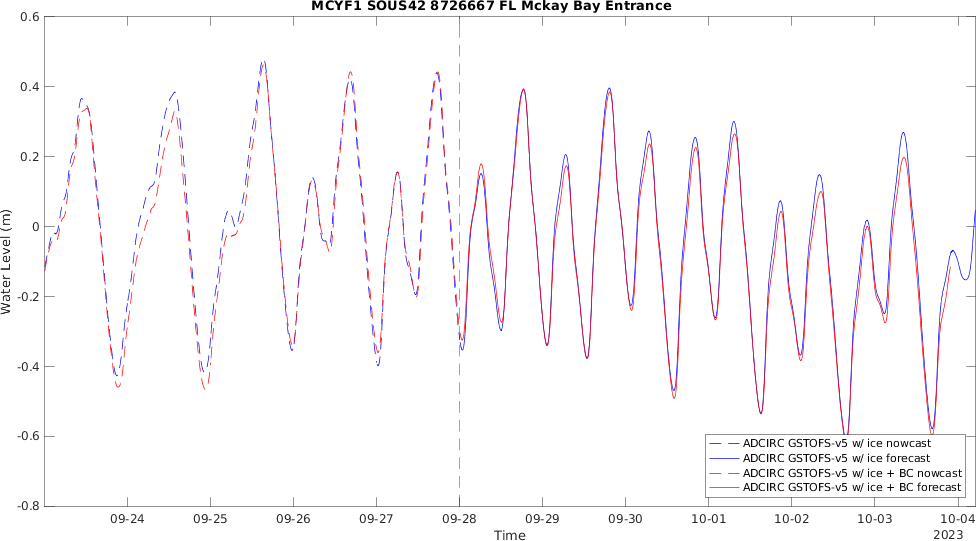 MCYF1 SOUS42 8726667 FL Mckay Bay Entrance
Water Level (m)
0.6
0.4
0.2
0
-0.2
-0.4
-0.6
-0.8
ADCIRC GSTOFS-v5 w/ ice nowcast
ADCIRC GSTOFS-v5 w/ ice forecast
ADCIRC GSTOFS-v5 w/ ice + BC nowcast
ADCIRC GSTOFS-v5 w/ ice + BC forecast
09-24 09-25 09-26 09-27 09-28 09-29 09-30 10-01 10-02 10-03 10-04
Time
2023